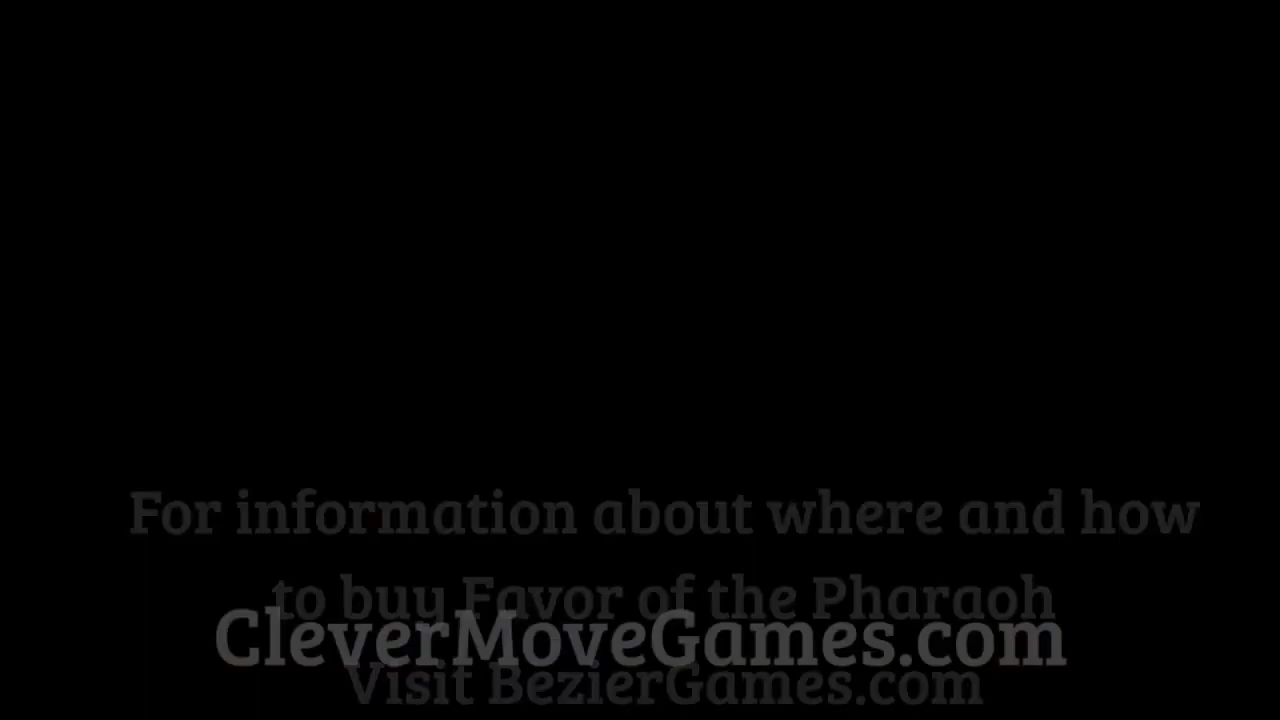 For information about where and how
to buy Favor of the Pharaoh
CleverMoveGames.com
Visit BezierGames.com